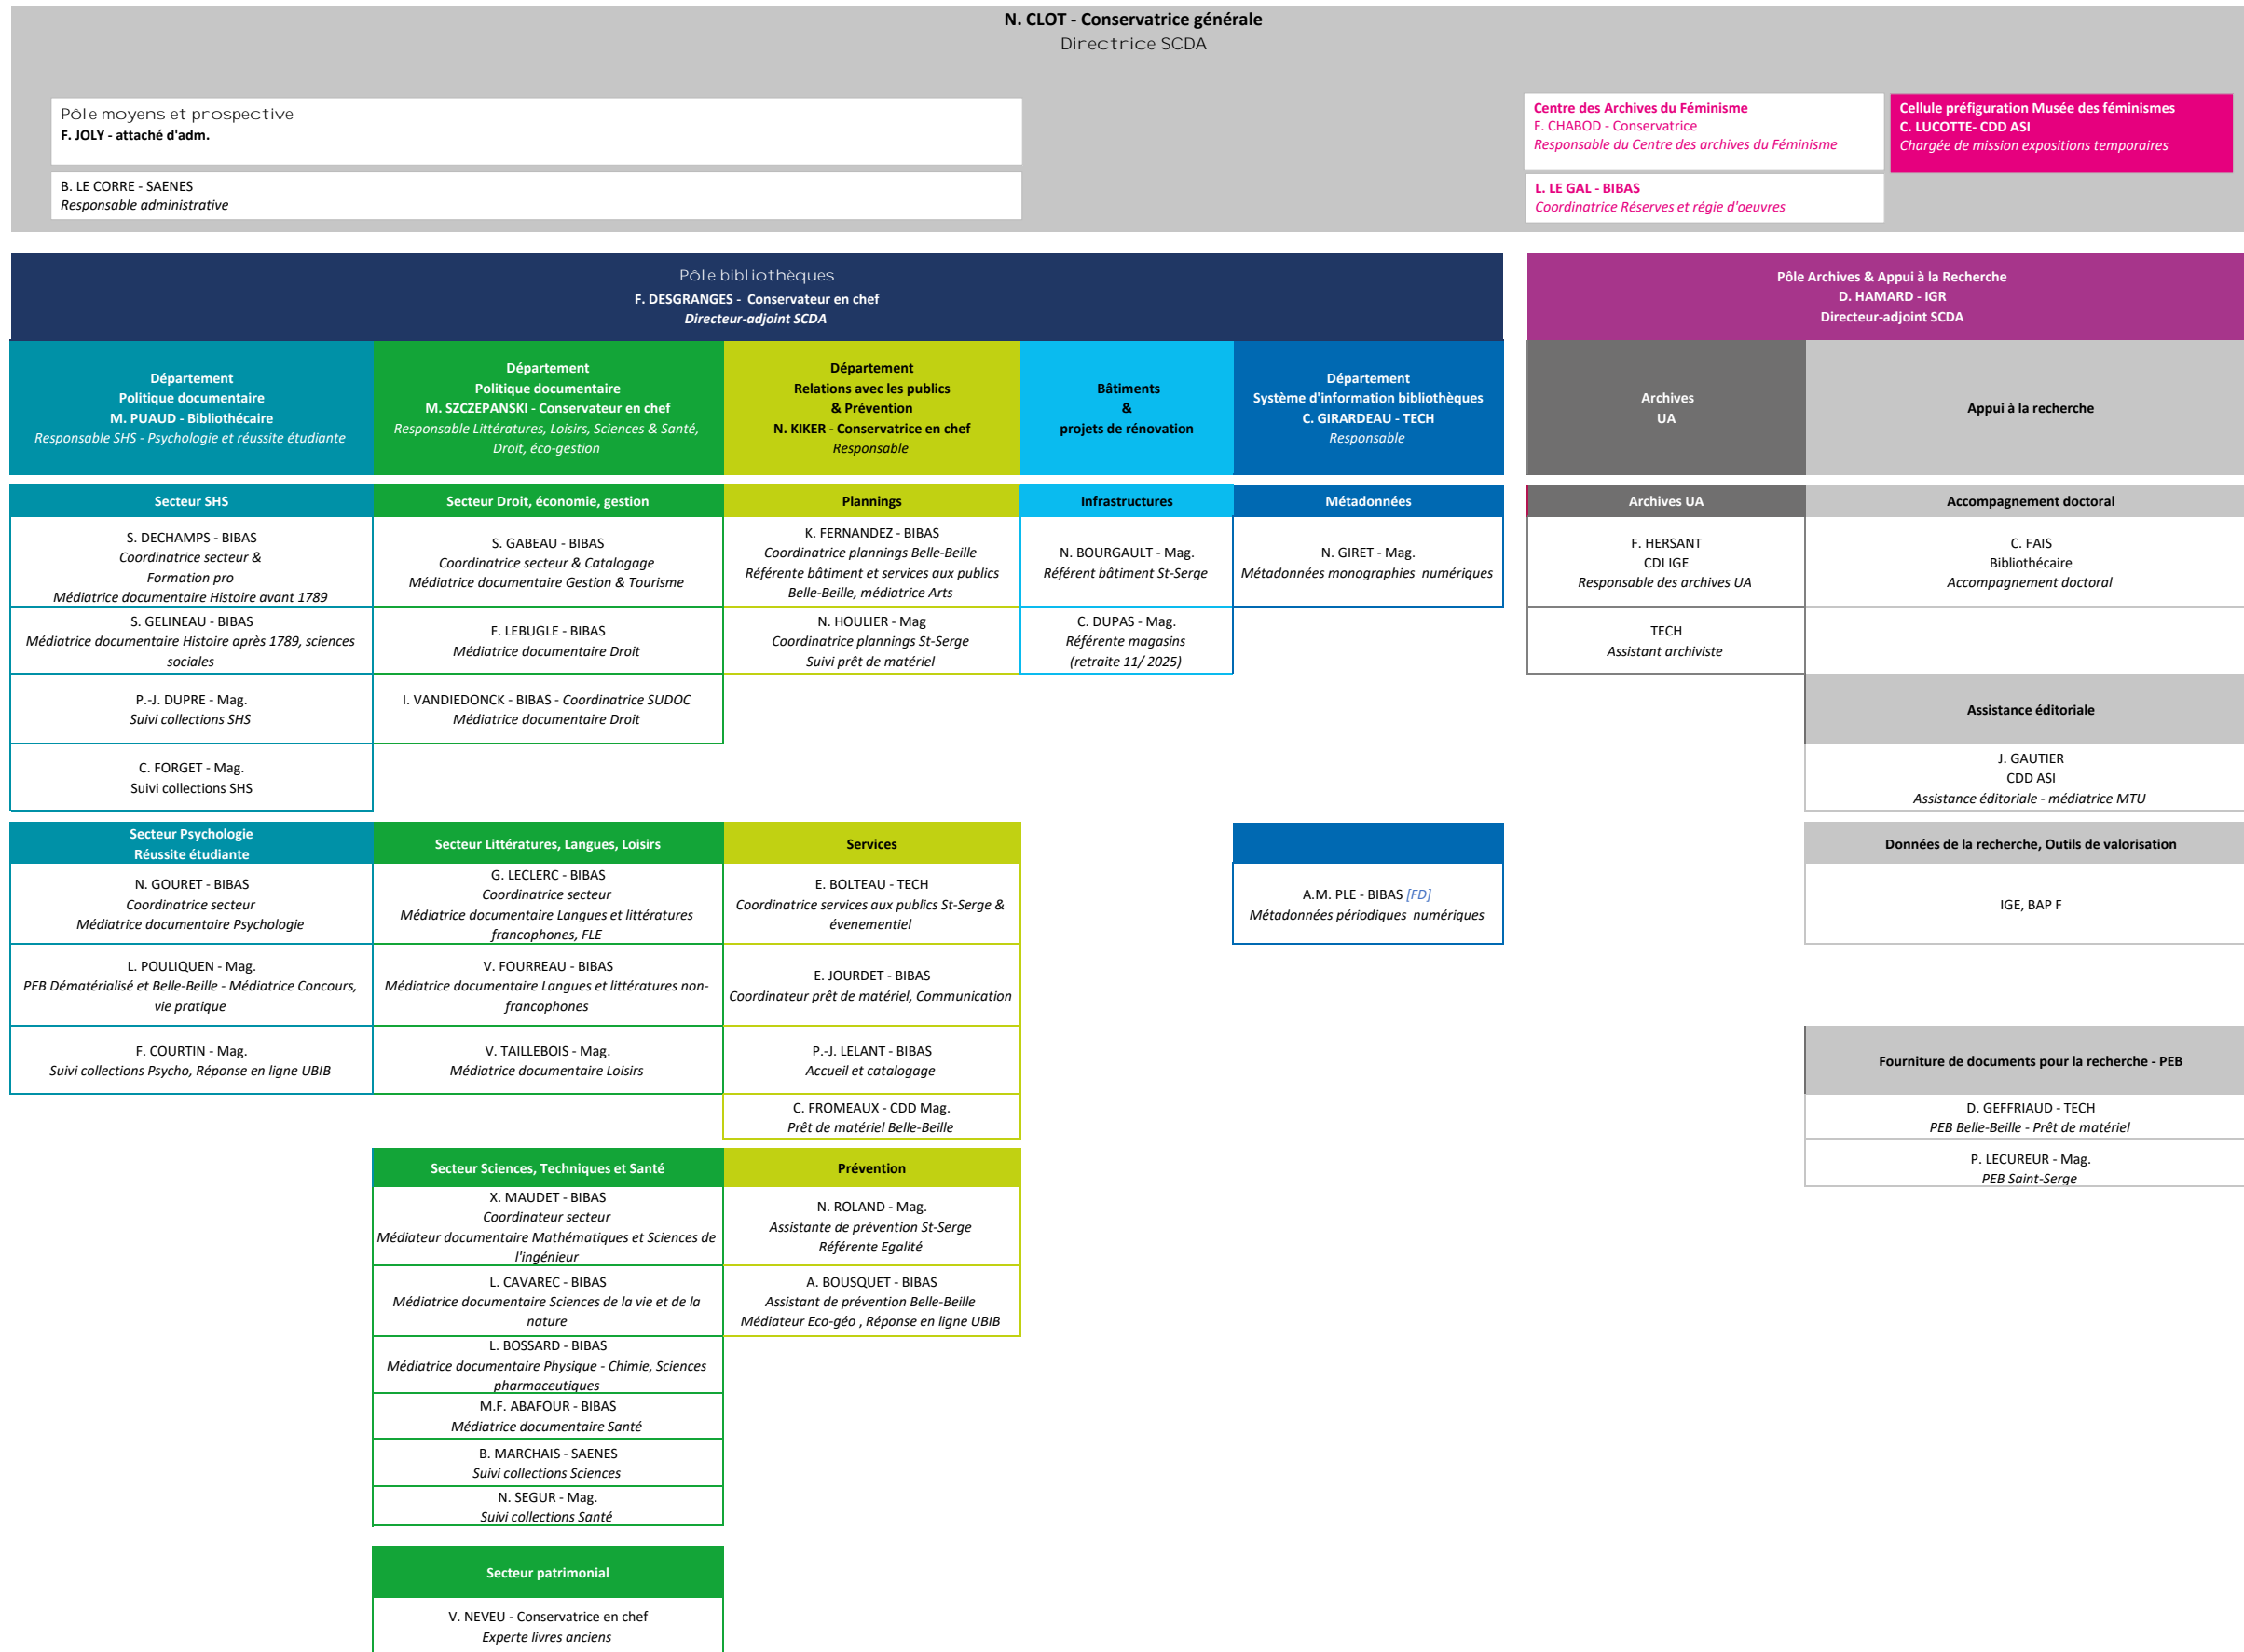 N. CLOT - Conservatrice générale
Directrice SCDA
Pôle moyens et prospective
F. JOLY - attaché d'adm.
B. LE CORRE - SAENES
Responsable administrative
Centre des Archives du Féminisme
F. CHABOD - Conservatrice
Responsable du Centre des archives du Féminisme
L. LE GAL - BIBAS
Coordinatrice Réserves et régie d'oeuvres
Cellule préfiguration Musée des féminismes
C. LUCOTTE- CDD ASI
Chargée de mission expositions temporaires
Pôle bibliothèques
F. DESGRANGES - Conservateur en chef
Directeur-adjoint SCDA
Pôle Archives & Appui à la Recherche
D. HAMARD - IGR
Directeur-adjoint SCDA
Département
Politique documentaire
M. PUAUD - Bibliothécaire
Responsable SHS - Psychologie et réussite étudiante
Département
Politique documentaire
M. SZCZEPANSKI - Conservateur en chef
Responsable Littératures, Loisirs, Sciences & Santé,
Droit, éco-gestion
Département
Relations avec les publics
& Prévention
N. KIKER - Conservatrice en chef
Responsable
Bâtiments
&
projets de rénovation
Département
Système d'information bibliothèques
C. GIRARDEAU - TECH
Responsable
Archives
UA
Appui à la recherche
Secteur SHS
S. DECHAMPS - BIBAS
Coordinatrice secteur &
Formation pro
Médiatrice documentaire Histoire avant 1789
S. GELINEAU - BIBAS
Médiatrice documentaire Histoire après 1789, sciences
sociales
P.-J. DUPRE - Mag.
Suivi collections SHS
C. FORGET - Mag.
Suivi collections SHS
Secteur Droit, économie, gestion
S. GABEAU - BIBAS
Coordinatrice secteur & Catalogage
Médiatrice documentaire Gestion & Tourisme
F. LEBUGLE - BIBAS
Médiatrice documentaire Droit
I. VANDIEDONCK - BIBAS - Coordinatrice SUDOC
Médiatrice documentaire Droit
Plannings
K. FERNANDEZ - BIBAS
Coordinatrice plannings Belle-Beille
Référente bâtiment et services aux publics
Belle-Beille, médiatrice Arts
N. HOULIER - Mag
Coordinatrice plannings St-Serge
Suivi prêt de matériel
Infrastructures
N. BOURGAULT - Mag.
Référent bâtiment St-Serge
C. DUPAS - Mag.
Référente magasins
(retraite 11/ 2025)
Métadonnées
N. GIRET - Mag.
Métadonnées monographies numériques
Archives UA
F. HERSANT
CDI IGE
Responsable des archives UA
TECH
Assistant archiviste
Accompagnement doctoral
C. FAIS
Bibliothécaire
Accompagnement doctoral
Assistance éditoriale
J. GAUTIER
CDD ASI
Assistance éditoriale - médiatrice MTU
Secteur Psychologie
Réussite étudiante
N. GOURET - BIBAS
Coordinatrice secteur
Médiatrice documentaire Psychologie
L. POULIQUEN - Mag.
PEB Dématérialisé et Belle-Beille - Médiatrice Concours,
vie pratique
F. COURTIN - Mag.
Suivi collections Psycho, Réponse en ligne UBIB
Secteur Littératures, Langues, Loisirs
G. LECLERC - BIBAS
Coordinatrice secteur
Médiatrice documentaire Langues et littératures
francophones, FLE
V. FOURREAU - BIBAS
Médiatrice documentaire Langues et littératures non-
francophones
V. TAILLEBOIS - Mag.
Médiatrice documentaire Loisirs
Services
E. BOLTEAU - TECH
Coordinatrice services aux publics St-Serge &
évenementiel
E. JOURDET - BIBAS
Coordinateur prêt de matériel, Communication
P.-J. LELANT - BIBAS
Accueil et catalogage
C. FROMEAUX - CDD Mag.
Prêt de matériel Belle-Beille
A.M. PLE - BIBAS [FD]
Métadonnées périodiques numériques
Données de la recherche, Outils de valorisation
IGE, BAP F
Fourniture de documents pour la recherche - PEB
D. GEFFRIAUD - TECH
PEB Belle-Beille - Prêt de matériel
P. LECUREUR - Mag.
PEB Saint-Serge
Secteur Sciences, Techniques et Santé
X. MAUDET - BIBAS
Coordinateur secteur
Médiateur documentaire Mathématiques et Sciences de
l'ingénieur
L. CAVAREC - BIBAS
Médiatrice documentaire Sciences de la vie et de la
nature
L. BOSSARD - BIBAS
Médiatrice documentaire Physique - Chimie, Sciences
pharmaceutiques
M.F. ABAFOUR - BIBAS
Médiatrice documentaire Santé
B. MARCHAIS - SAENES
Suivi collections Sciences
N. SEGUR - Mag.
Suivi collections Santé
Prévention
N. ROLAND - Mag.
Assistante de prévention St-Serge
Référente Egalité
A. BOUSQUET - BIBAS
Assistant de prévention Belle-Beille
Médiateur Eco-géo , Réponse en ligne UBIB
Secteur patrimonial
V. NEVEU - Conservatrice en chef
Experte livres anciens